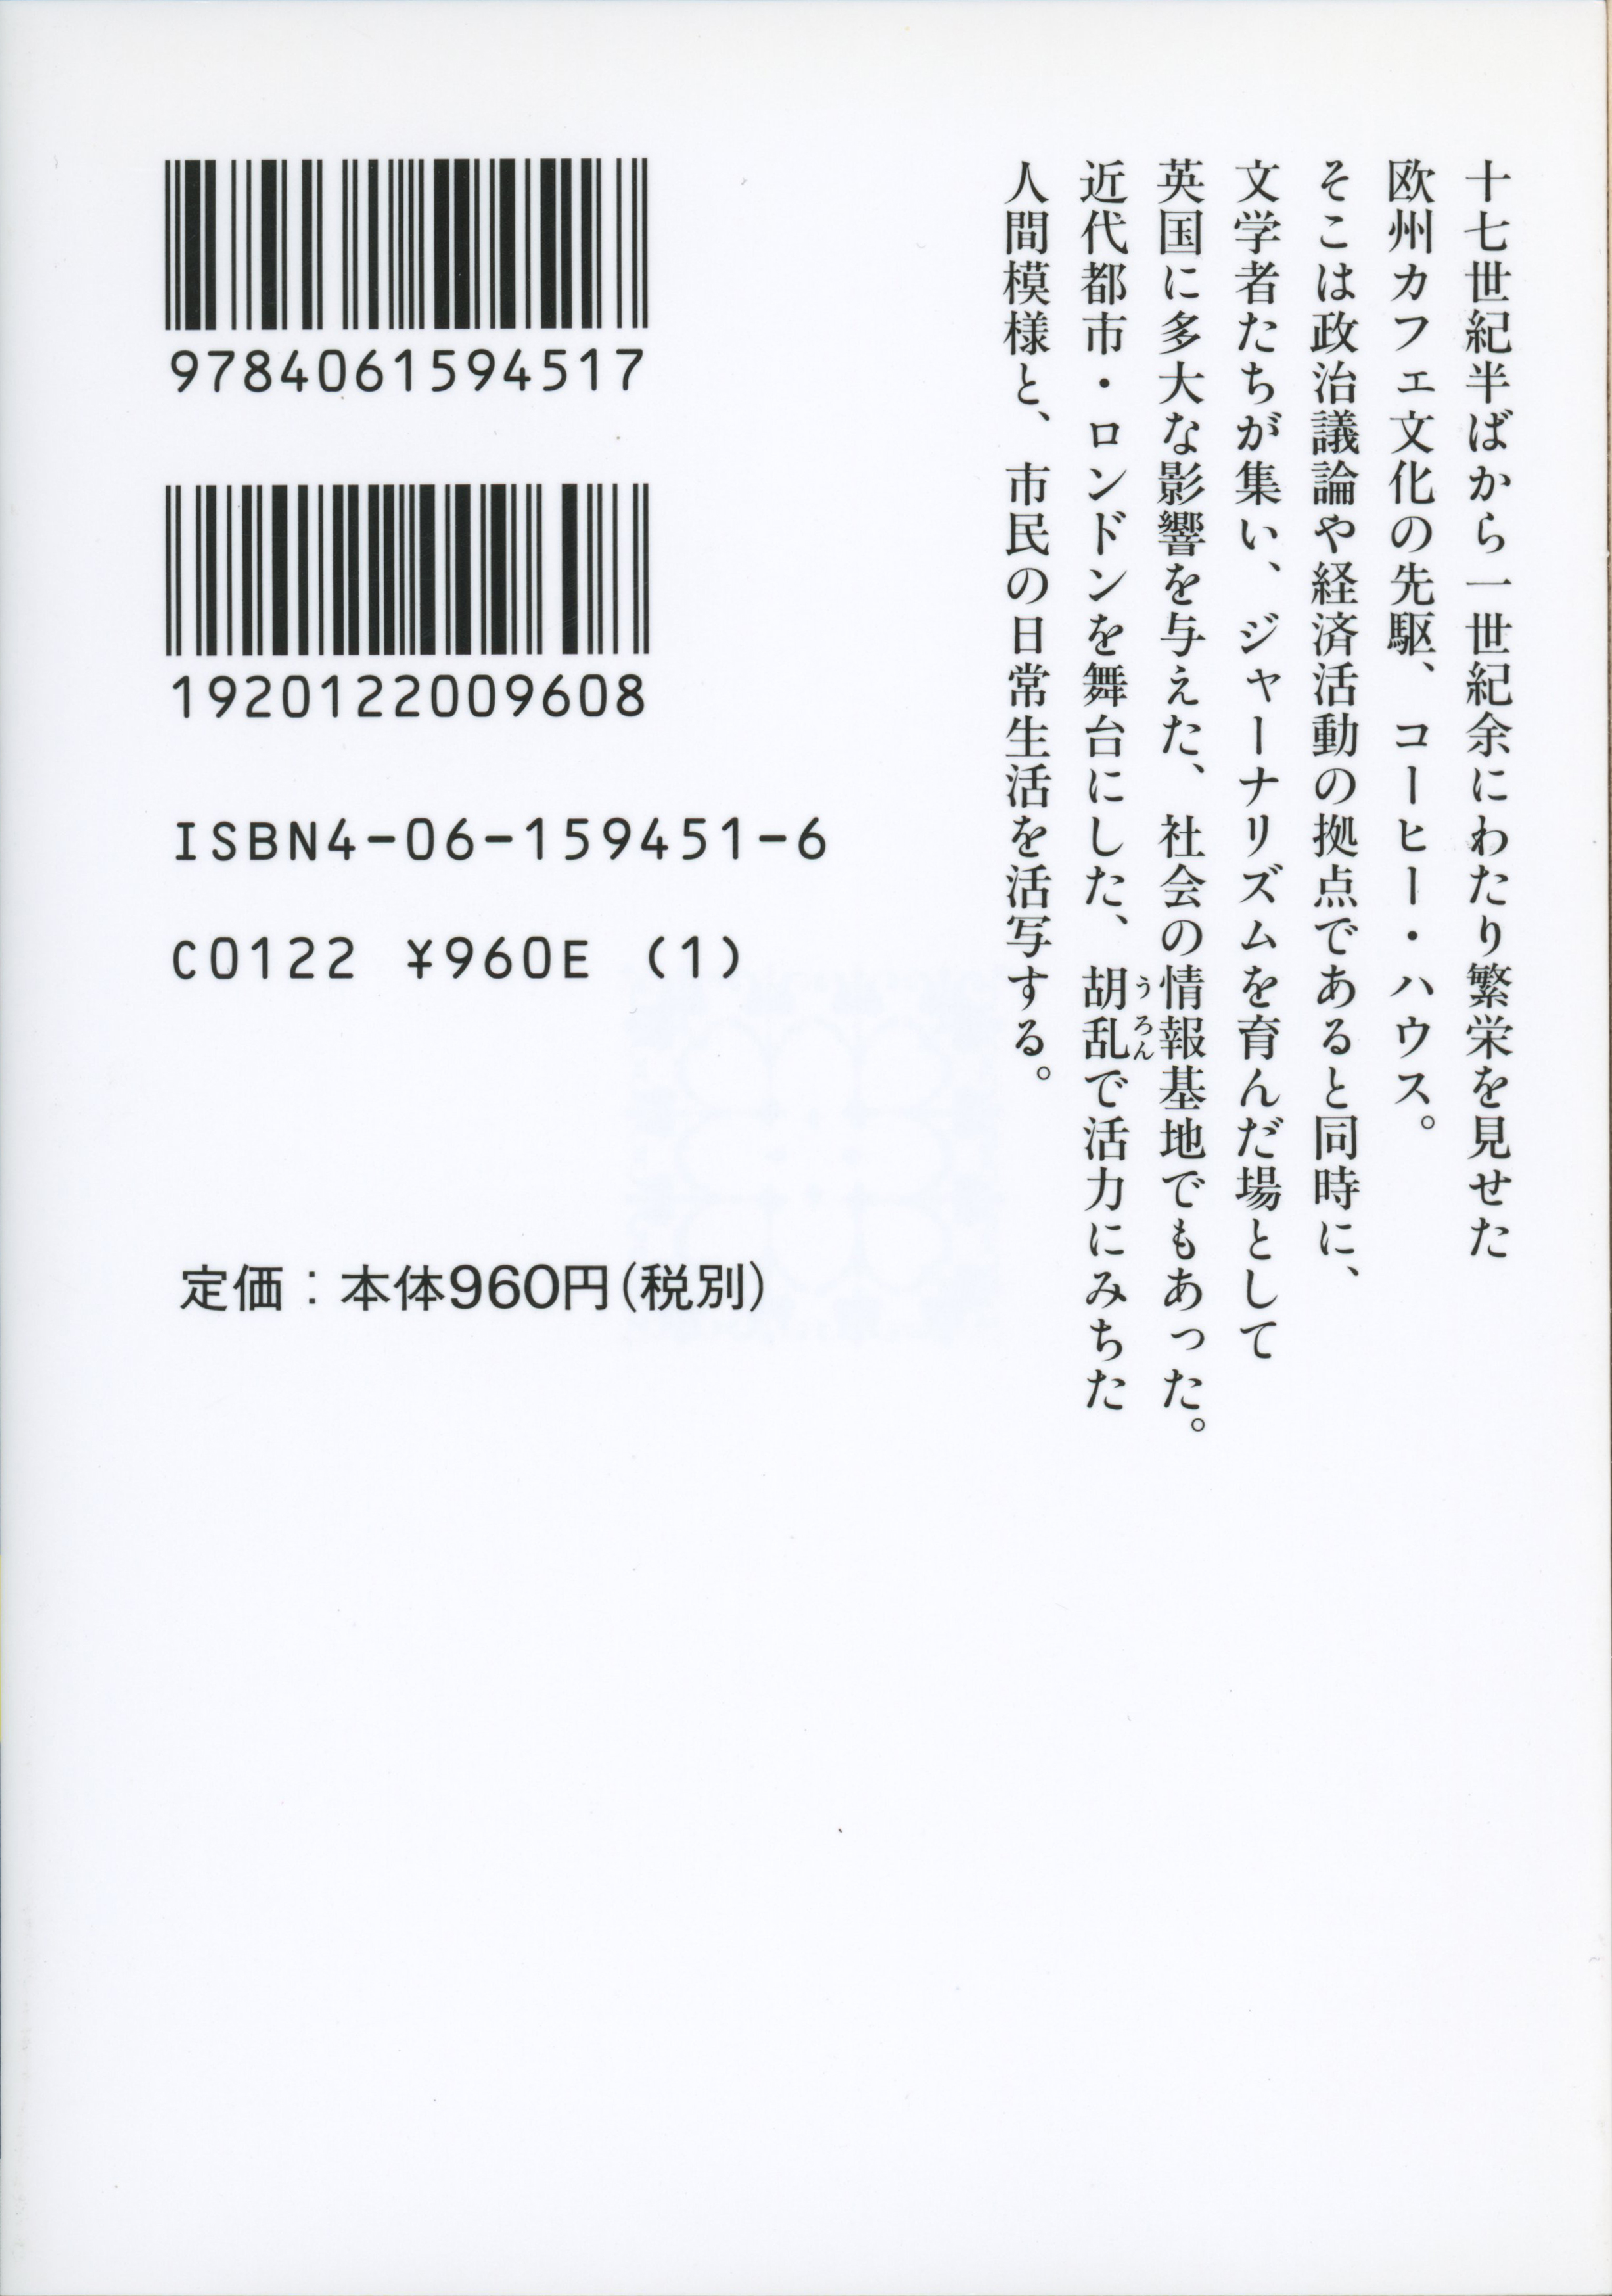 十七世紀半ばから一世紀余にわたり繁栄を見せた
欧州カフェ文化の先駆、コーヒー・ハウス。
そこは政治議論や経済活動の拠点であると同時に、
文学者たちが集い、ジャーナリズムを育んだ場として
英国に多大な影響を与えた、社会の情報基地でもあった。
近代都市・ロンドンを舞台にした、胡乱で活力にみちた
うろん
人間模様と、市民の日常生活を活写する。
9784061594517
1920122009608
ISBN4-06-159451-6
C0122 ¥960E (1)
定価：本体960円(税別)